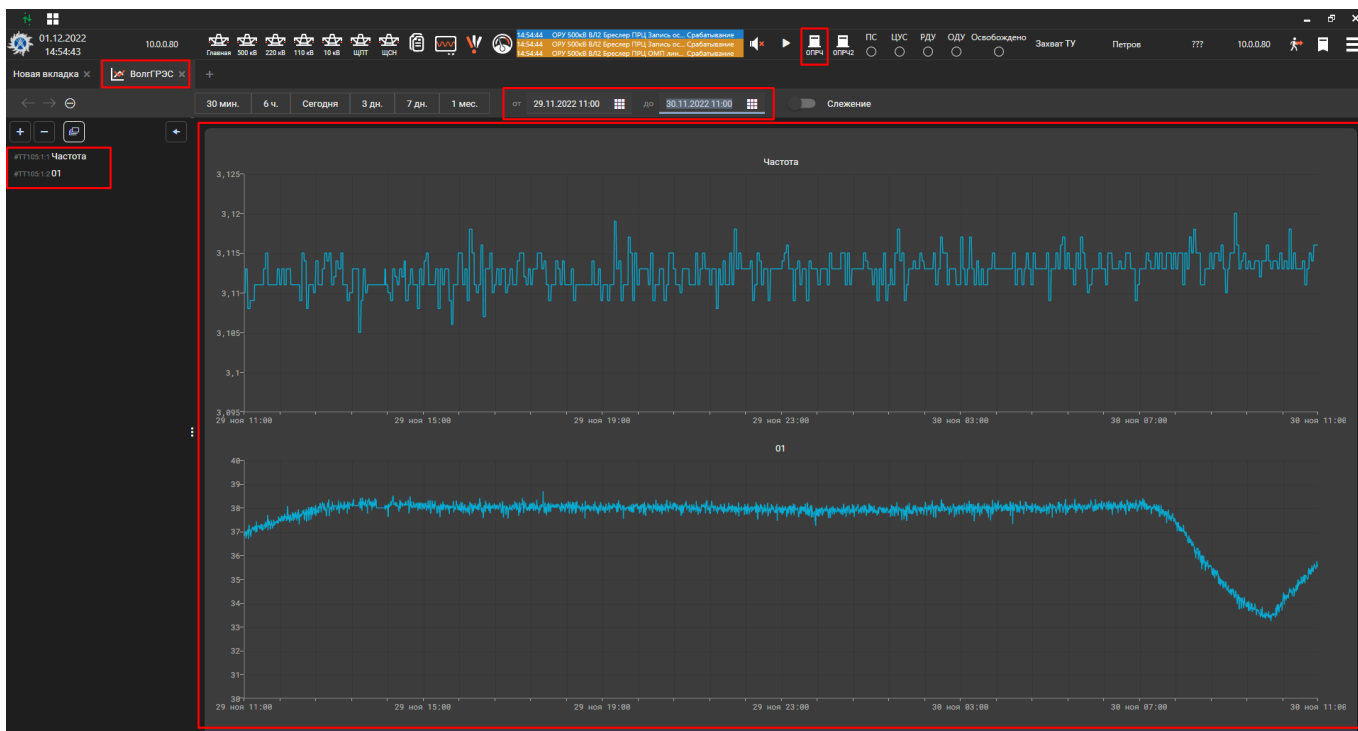 01.12.2022
14:54:43
10.0.0.80
Главная 500 кВ 220 кВ 110 кВ 10 кВ ЩПТ ЩСН
14:54:44 ОРУ 500кВ ВЛ2 Бреслер ПРЦ Запись ос... Срабатывание
14:54:44 ОРУ 500кВ ВЛ2 Бреслер ПРЦ Запись ос... Срабатывание
14:54:44 ОРУ 500кВ ВЛ2 Бреслер ПРЦ ОМП лин... Срабатывание
ОПРЧ ОПРЧ2
ПС ЦУС РДУ ОДУ Освобождено
Захват ТУ Петров ??? 10.0.0.80
Новая вкладка × ВолгГРЭС × +
30 мин. 6 ч. Сегодня 3 дн. 7 дн. 1 мес. от 29.11.2022 11:00 до 30.11.2022 11:00 Слежение
#TT105:1:1 Частота
#TT105:1:2 01
Частота
3,125
3,12
3,115
3,11
3,105
3,1
3,095
29 ноя 11:00 29 ноя 15:00 29 ноя 19:00 29 ноя 23:00 30 ноя 03:00 30 ноя 07:00 30 ноя 11:00
01
40
39
38
37
36
35
34
33
32
31
30
29 ноя 11:00 29 ноя 15:00 29 ноя 19:00 29 ноя 23:00 30 ноя 03:00 30 ноя 07:00 30 ноя 11:00